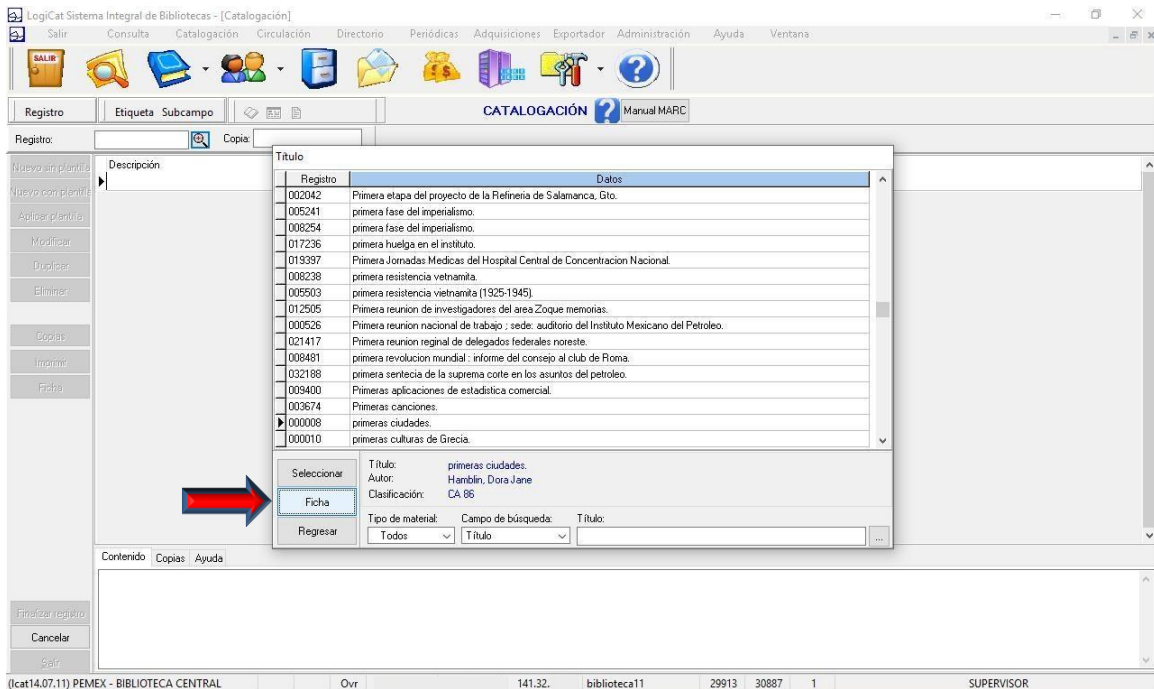 LogiCat Sistema Integral de Bibliotecas - [Catalogación]
Salir Consulta Catalogación Circulación Directorio Periódicas Adquisiciones Exportador Administración Ayuda Ventana
SALIR
Registro Etiqueta Subcampo CATALOGACIÓN Manual MARC
Registro: Copia:
Nuevo sin plantilla
Nuevo con plantilla
Aplicar plantilla
Modificar
Duplicar
Eliminar
Copias
Imprimir
Ficha
Descripción
Título
Registro Datos
002042 Primera etapa del proyecto de la Refineria de Salamanca, Gto.
005241 primera fase del imperialismo.
008254 primera fase del imperialismo.
017236 primera huelga en el instituto.
019397 Primera Jornadas Medicas del Hospital Central de Concentracion Nacional.
008238 primera resistencia vetnamita.
005503 primera resistencia vietnamita (1925-1945).
012505 Primera reunion de investigadores del area Zoque memorias.
000526 Primera reunion nacional de trabajo ; sede: auditorio del Instituto Mexicano del Petroleo.
021417 Primera reunion reginal de delegados federales noreste.
008481 primera revolucion mundial : informe del consejo al club de Roma.
032188 primera sentecia de la suprema corte en los asuntos del petroleo.
009400 Primeras aplicaciones de estadistica comercial.
003674 Primeras canciones.
000008 primeras ciudades.
000010 primeras culturas de Grecia.
Seleccionar
Ficha
Regresar
Título: primeras ciudades.
Autor: Hamblin, Dora Jane
Clasificación: CA 86
Tipo de material: Campo de búsqueda: Título:
Todos Título ...
Contenido Copias Ayuda
Finalizar registro
Cancelar
Salir
(lcat14.07.11) PEMEX - BIBLIOTECA CENTRAL Ovr 141.32. biblioteca11 29913 30887 1 SUPERVISOR